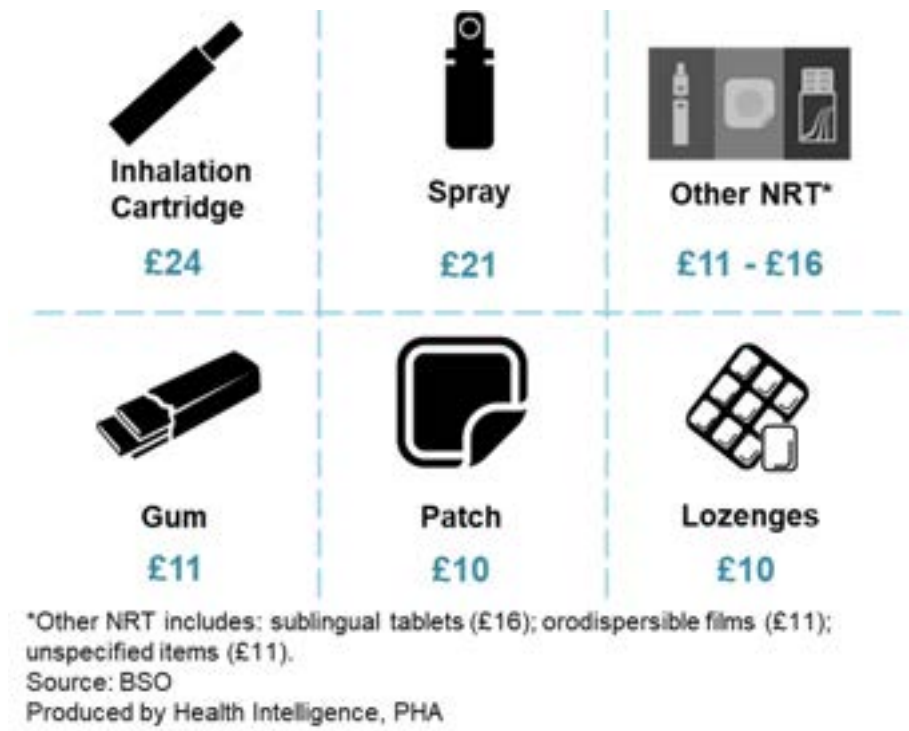 Inhalation
Cartridge
£24
Spray
£21
Other NRT*
£11 - £16
Gum
£11
Patch
£10
Lozenges
£10
*Other NRT includes: sublingual tablets (£16); orodispersible films (£11);
unspecified items (£11).
Source: BSO
Produced by Health Intelligence, PHA